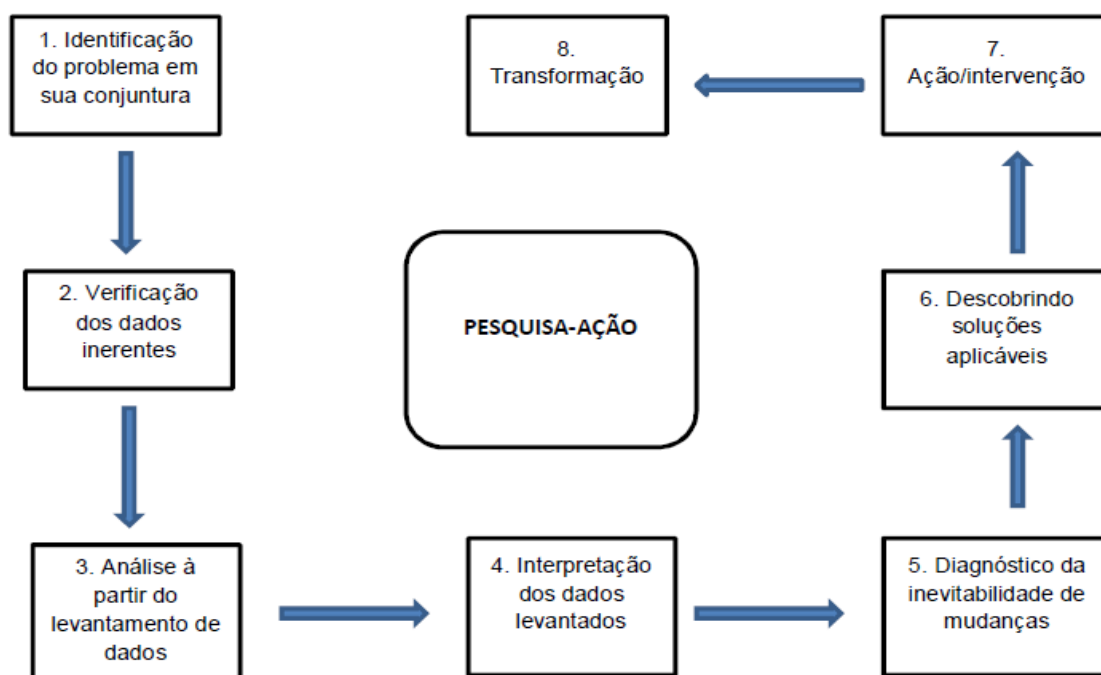 1. Identificação
do problema em
sua conjuntura
8.
Transformação
7.
Ação/intervenção
2. Verificação
dos dados
inerentes
PESQUISA-AÇÃO
6. Descobrindo
soluções
aplicáveis
3. Análise à
partir do
levantamento de
dados
4. Interpretação
dos dados
levantados
5. Diagnóstico da
inevitabilidade de
mudanças